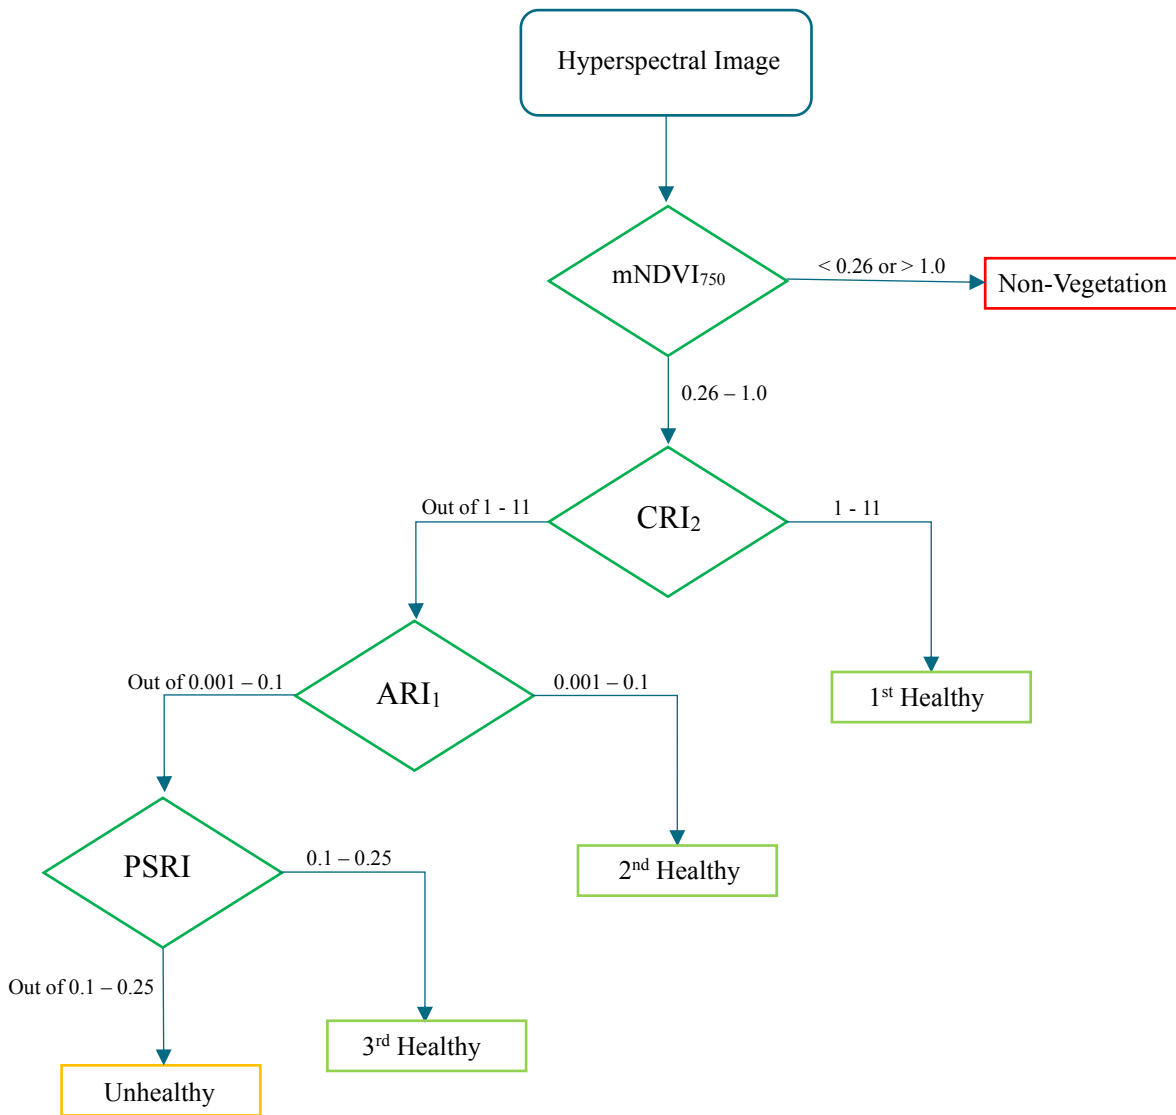 Hyperspectral Image
mNDVI₇₅₀
< 0.26 or > 1.0
Non-Vegetation
0.26 – 1.0
Out of 1 - 11
CRI₂
1 - 11
Out of 0.001 – 0.1
ARI₁
0.001 – 0.1
1ˢᵗ Healthy
PSRI
0.1 – 0.25
2ⁿᵈ Healthy
Out of 0.1 – 0.25
3ʳᵈ Healthy
Unhealthy